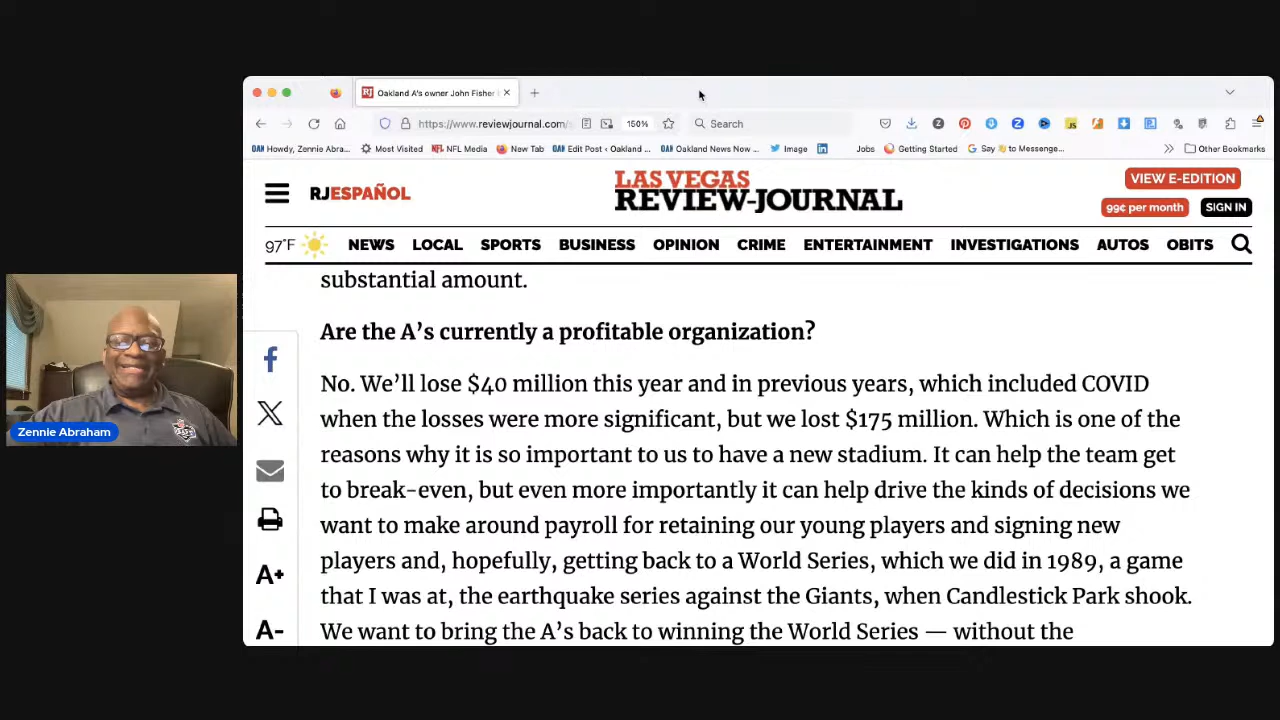 Oakland A's owner John Fisher
https://www.reviewjournal.com/
150%
Search
Howdy, Zennie Abra...
Most Visited
NFL Media
New Tab
Edit Post ‹ Oakland ...
Oakland News Now ...
Image
Jobs
Getting Started
Say 👋 to Messenge...
Other Bookmarks
RJESPAÑOL
LAS VEGAS
REVIEW-JOURNAL
VIEW E-EDITION
99¢ per month
SIGN IN
97°F
NEWS LOCAL SPORTS BUSINESS OPINION CRIME ENTERTAINMENT INVESTIGATIONS AUTOS OBITS
substantial amount.
Are the A’s currently a profitable organization?
No. We’ll lose $40 million this year and in previous years, which included COVID
when the losses were more significant, but we lost $175 million. Which is one of the
reasons why it is so important to us to have a new stadium. It can help the team get
to break-even, but even more importantly it can help drive the kinds of decisions we
want to make around payroll for retaining our young players and signing new
players and, hopefully, getting back to a World Series, which we did in 1989, a game
that I was at, the earthquake series against the Giants, when Candlestick Park shook.
We want to bring the A’s back to winning the World Series — without the
A+
A-
Zennie Abraham